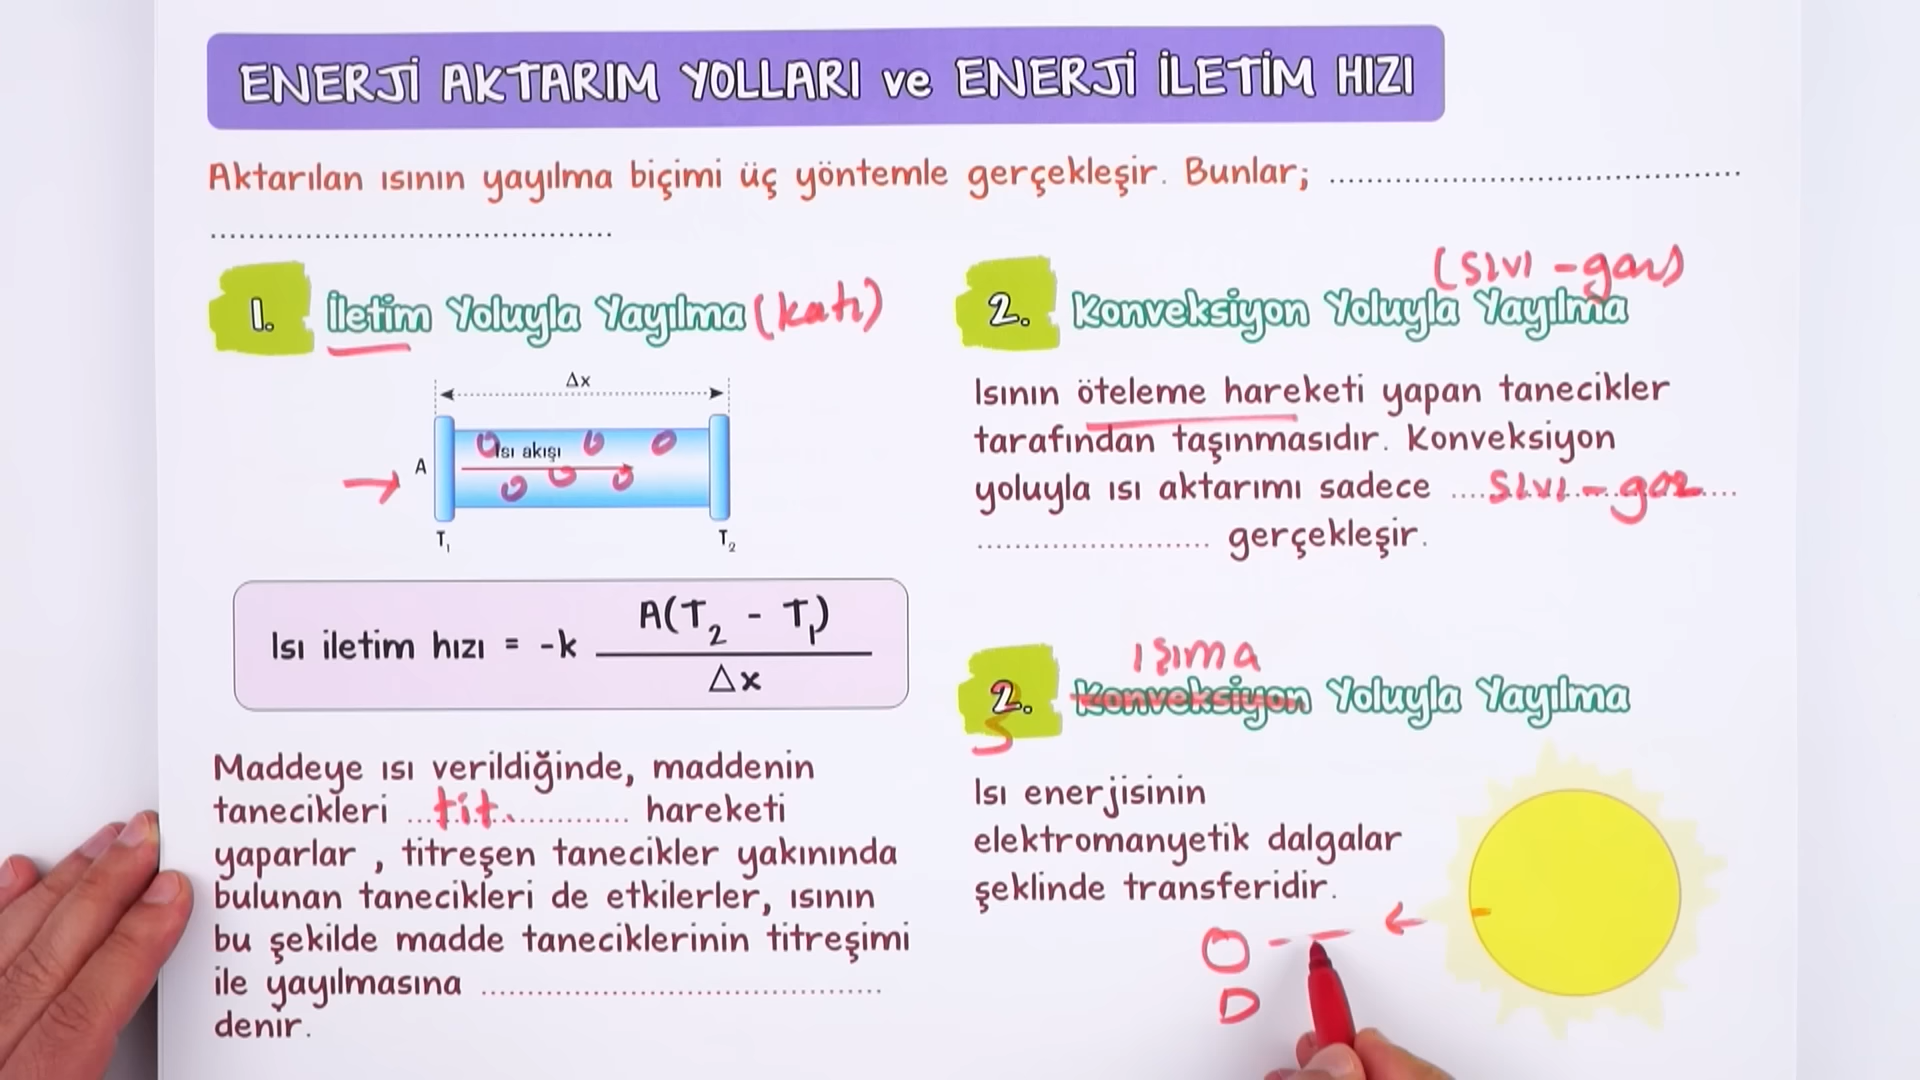 ENERJİ AKTARIM YOLLARI ve ENERJİ İLETİM HIZI
Aktarılan ısının yayılma biçimi üç yöntemle gerçekleşir. Bunlar; ........................................
........................................
1. İletim Yoluyla Yayılma (katı)
Δx
Isı akışı
A
T1
T2
Isı iletim hızı = -k A(T2 - T1) / Δx
Maddeye ısı verildiğinde, maddenin
tanecikleri ...tit............. hareketi
yaparlar , titreşen tanecikler yakınında
bulunan tanecikleri de etkilerler, ısının
bu şekilde madde taneciklerinin titreşimi
ile yayılmasına ........................................
denir.
(sıvı - gaz)
2. Konveksiyon Yoluyla Yayılma
Isının öteleme hareketi yapan tanecikler
tarafından taşınmasıdır. Konveksiyon
yoluyla ısı aktarımı sadece ....sıvı - gaz....
........................ gerçekleşir.
ışıma
2. Konveksiyon Yoluyla Yayılma
3
Isı enerjisinin
elektromanyetik dalgalar
şeklinde transferidir.
D